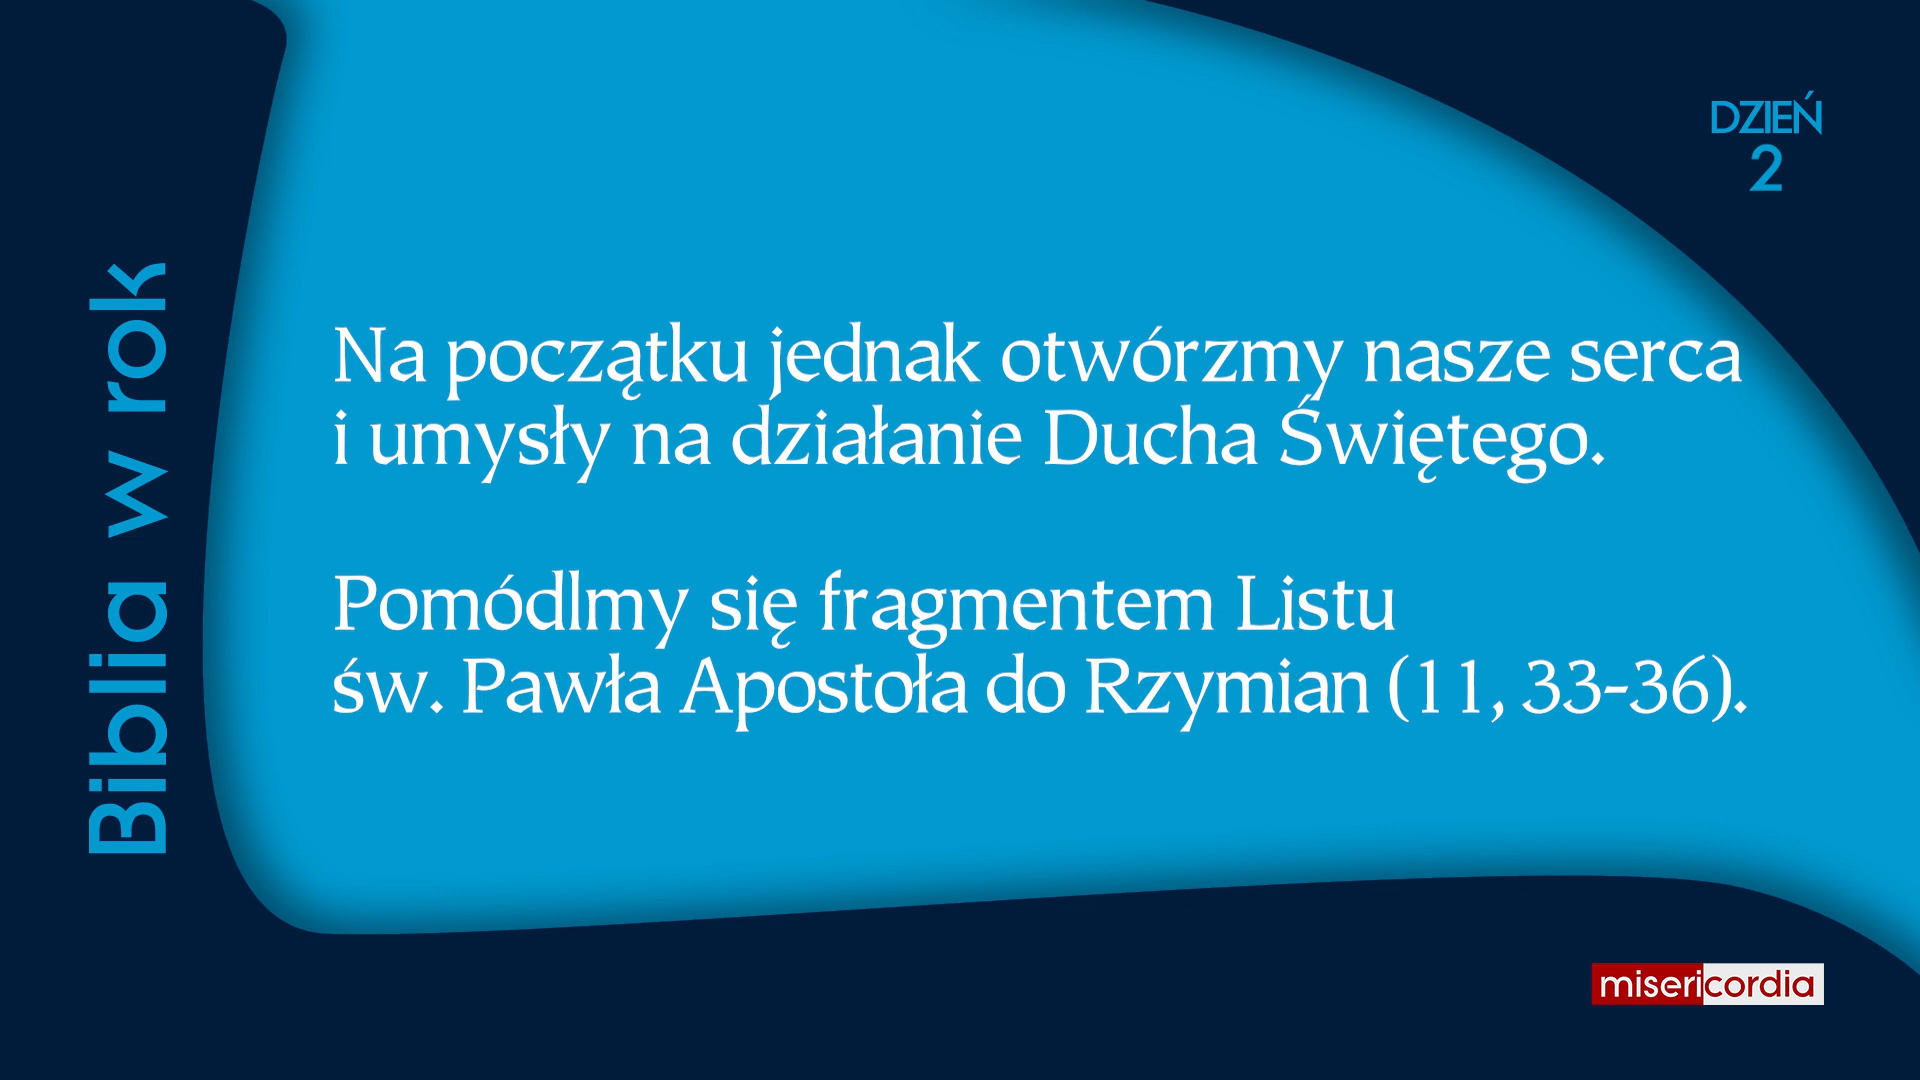 Biblia w rok
DZIEŃ
2
Na początku jednak otwórzmy nasze serca
i umysły na działanie Ducha Świętego.
Pomódlmy się fragmentem Listu
św. Pawła Apostoła do Rzymian (11, 33-36).
misericordia